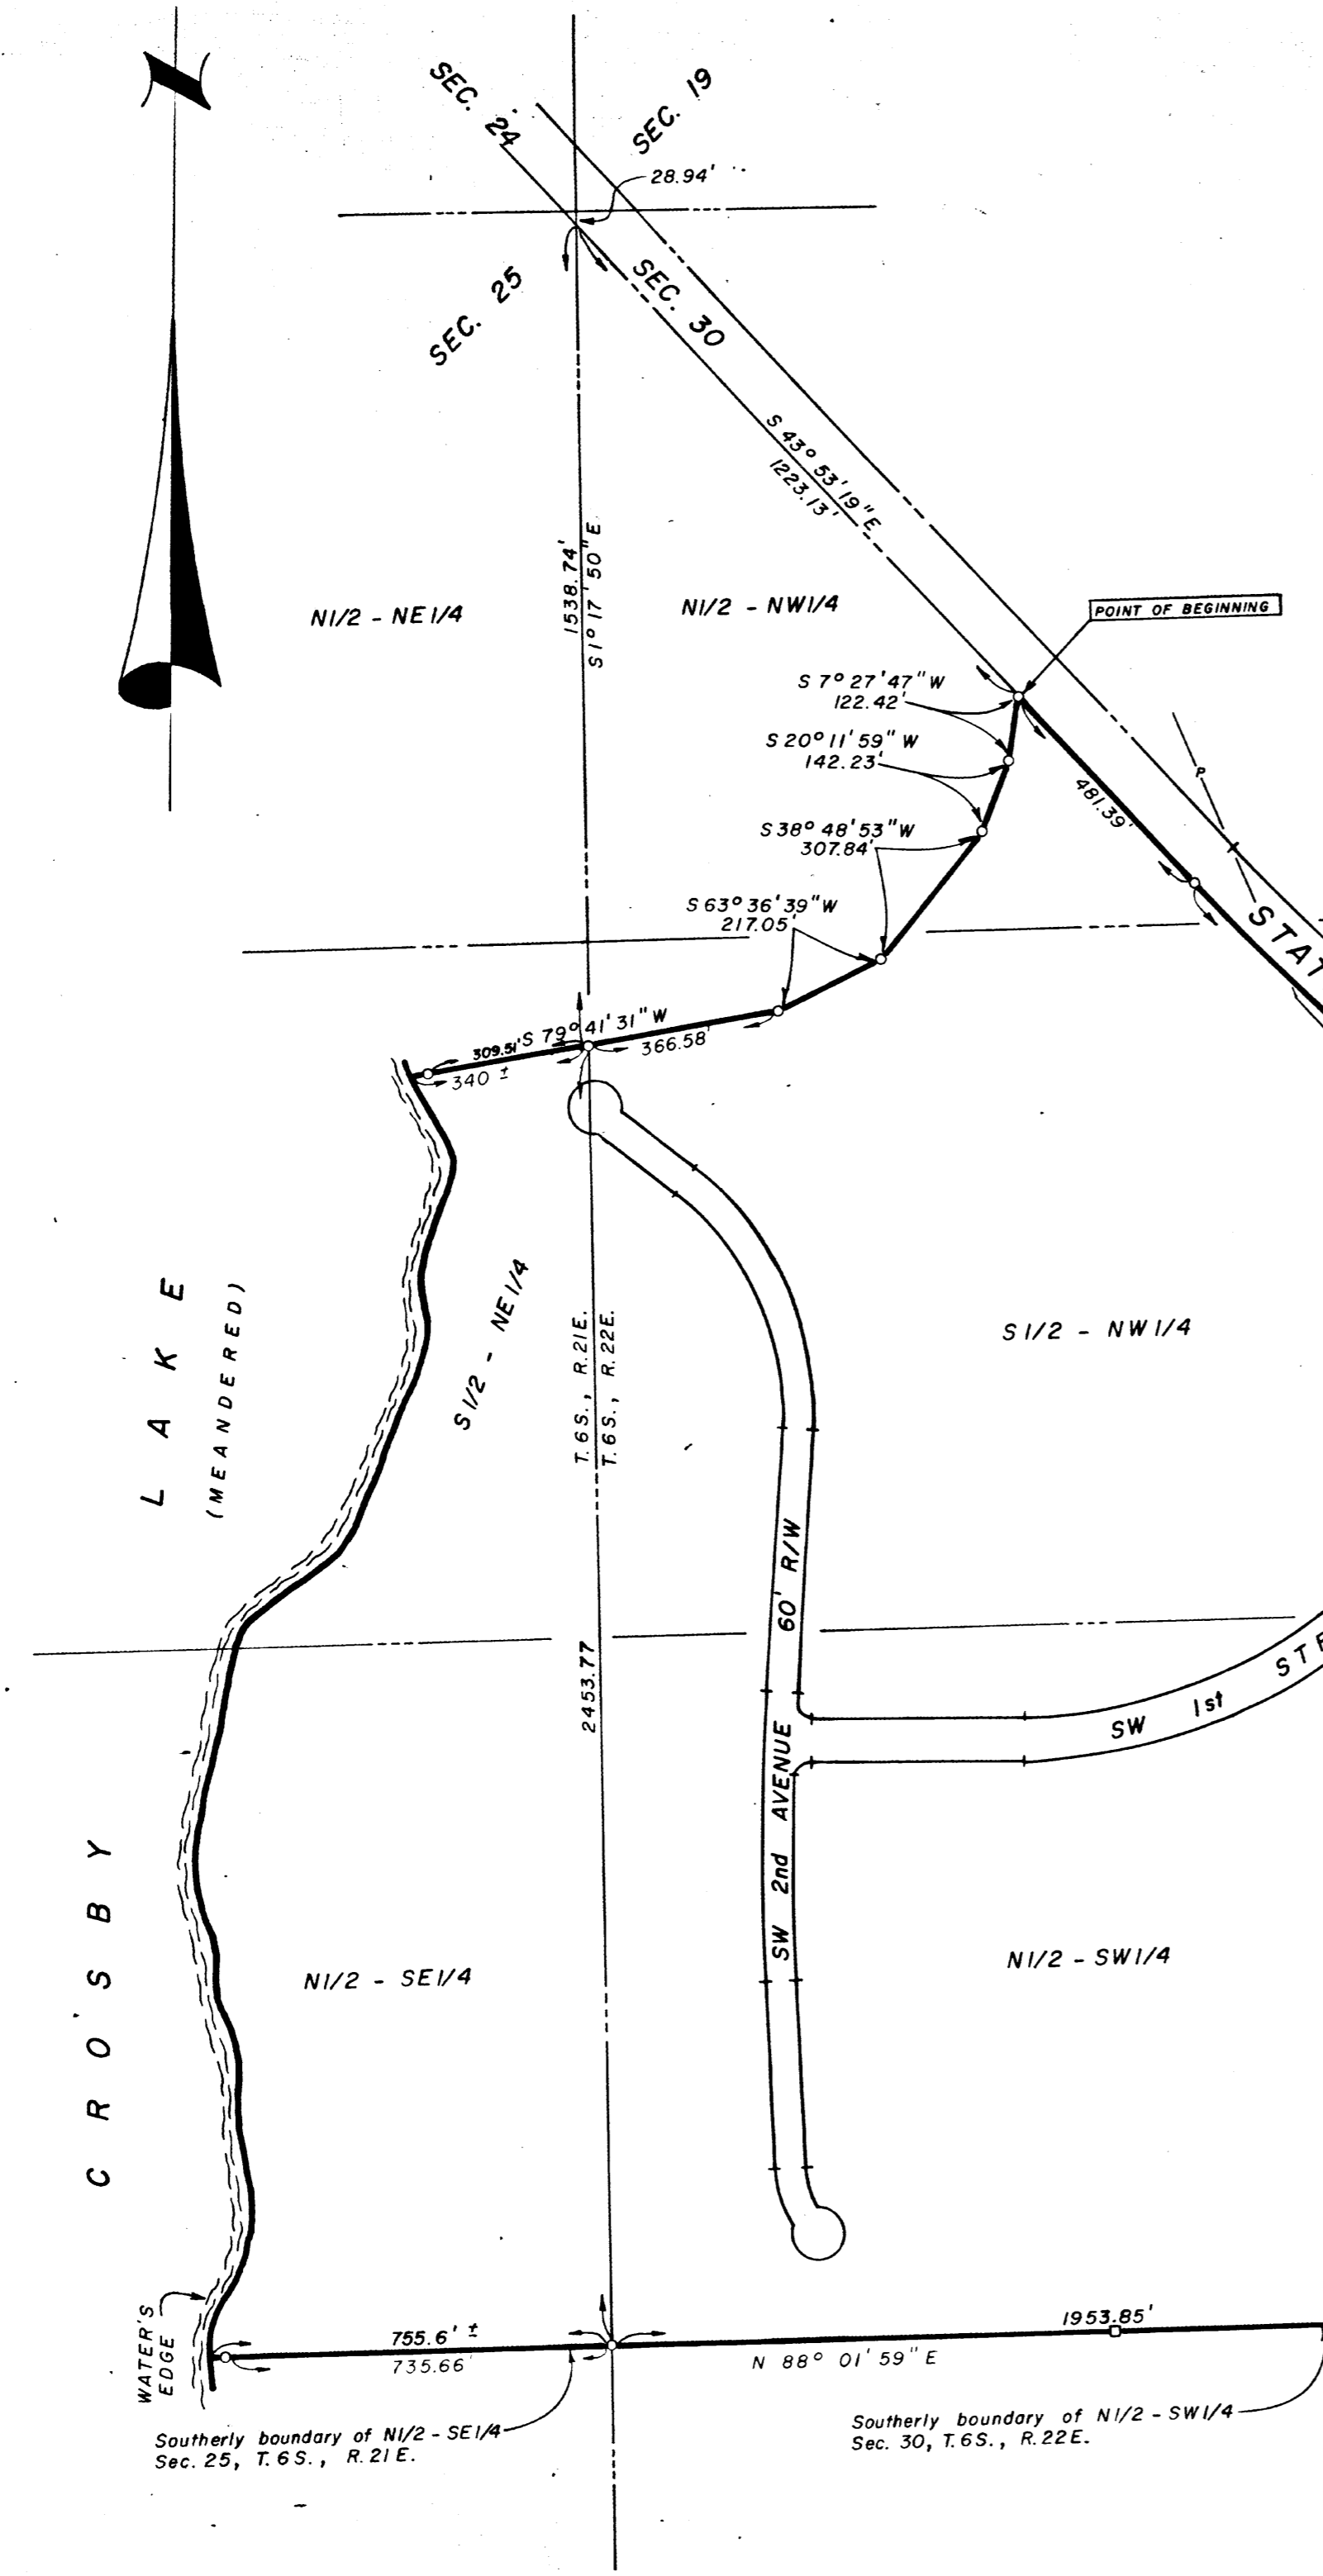 SEC. 24
SEC. 19
28.94'
SEC. 25
SEC. 30
S 43° 53' 19" E
1223.13'
1538.74'
S 1° 17' 50" E
N1/2 - NE1/4
N1/2 - NW1/4
POINT OF BEGINNING
S 7° 27' 47" W
122.42'
S 20° 11' 59" W
142.23'
481.39'
P
S 38° 48' 53" W
307.84'
S 63° 36' 39" W
217.05'
STAT
S 79° 41' 31" W
309.51'
366.58'
340 ±
LAKE
(MEANDERED)
S1/2 - NE1/4
T. 6 S., R. 21E.
T. 6 S., R. 22E.
S1/2 - NW1/4
60' R/W
2453.77
SW 1st ST
SW 2nd AVENUE
CROSBY
N1/2 - SE1/4
N1/2 - SW1/4
WATER'S
EDGE
755.6' ±
735.66'
1953.85'
N 88° 01' 59" E
Southerly boundary of N1/2 - SE1/4
Sec. 25, T. 6 S., R. 21 E.
Southerly boundary of N1/2 - SW1/4
Sec. 30, T. 6 S., R. 22 E.